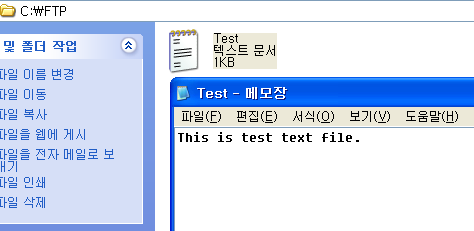 C:₩FTP
및 폴더 작업
파일 이름 변경
파일 이동
파일 복사
파일을 웹에 게시
파일을 전자 메일로 보
내기
파일 인쇄
파일 삭제
Test
텍스트 문서
1KB
Test - 메모장
파일(F) 편집(E) 서식(O) 보기(V) 도움말(H)
This is test text file.